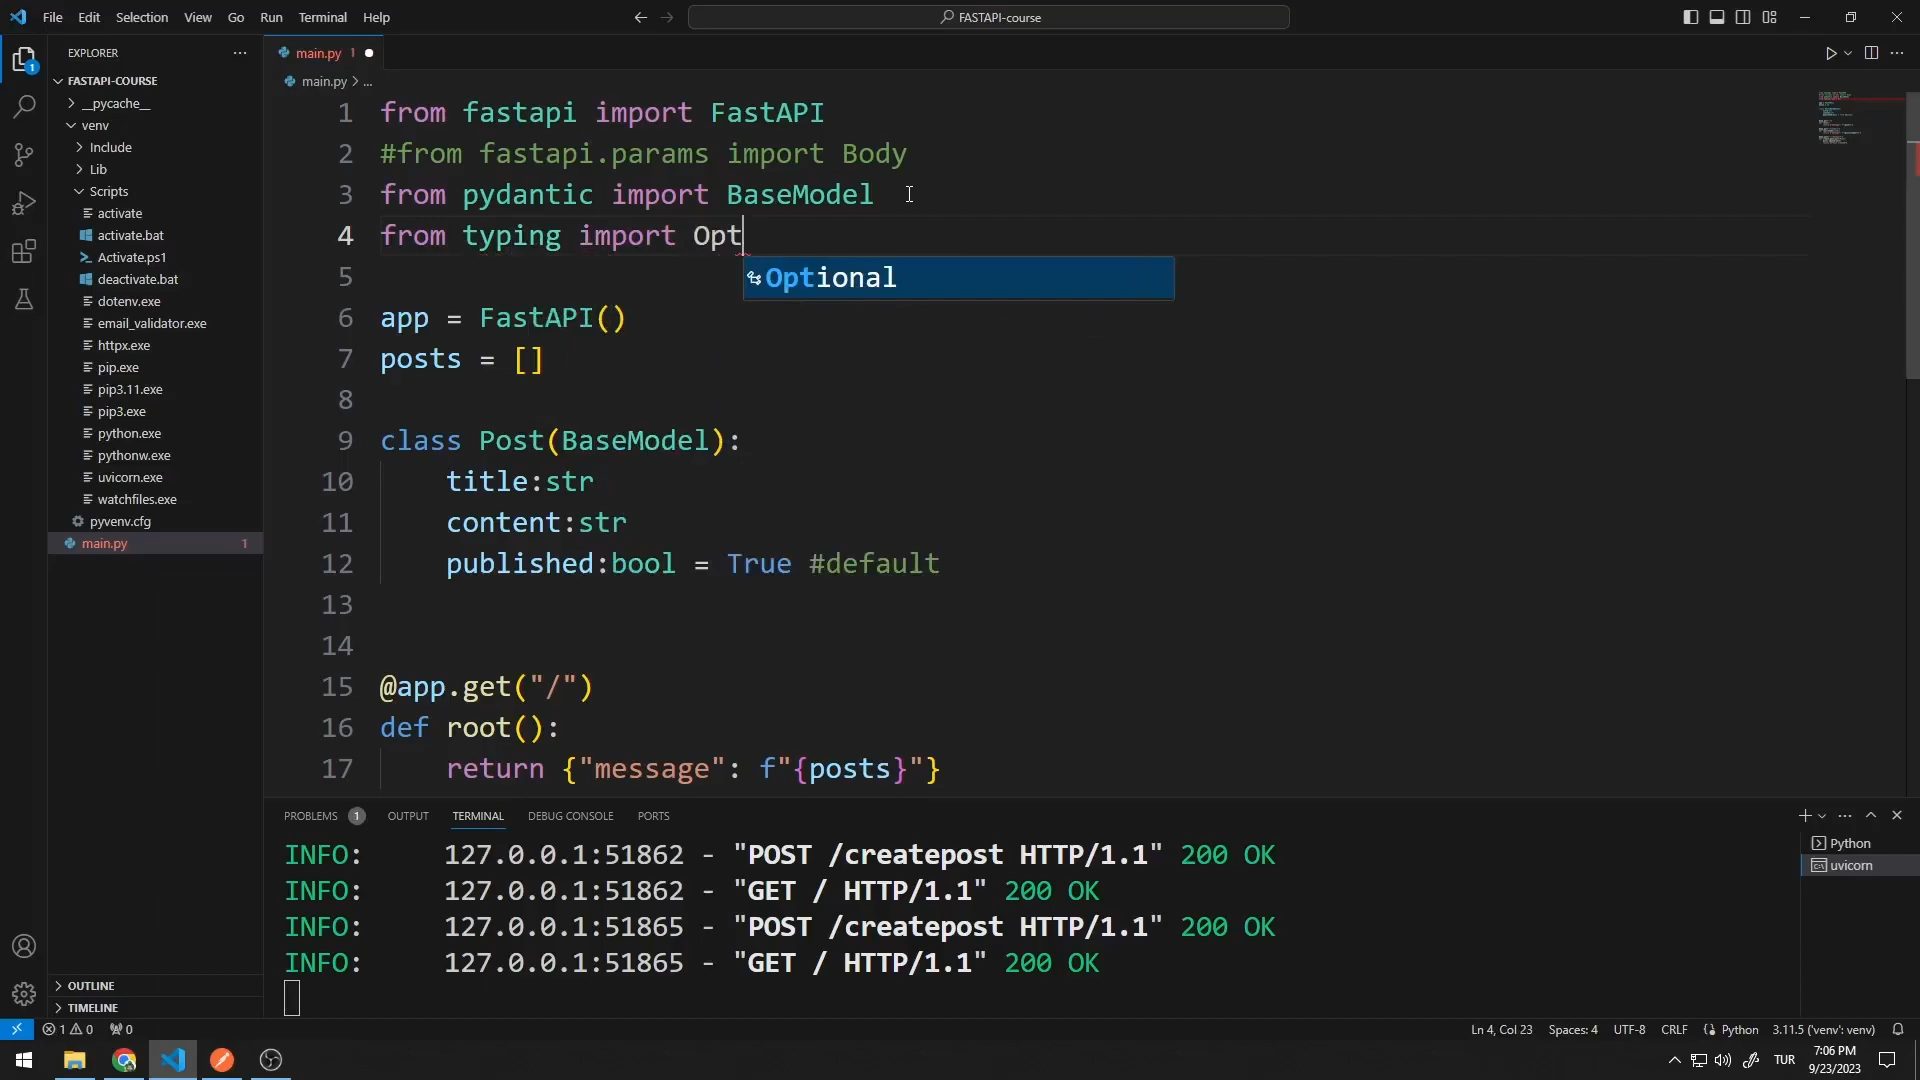 File Edit Selection View Go Run Terminal Help
FASTAPI-course
EXPLORER
FASTAPI-COURSE
__pycache__
venv
Include
Lib
Scripts
activate
activate.bat
Activate.ps1
deactivate.bat
dotenv.exe
email_validator.exe
httpx.exe
pip.exe
pip3.11.exe
pip3.exe
python.exe
pythonw.exe
uvicorn.exe
watchfiles.exe
pyvenv.cfg
main.py 1
OUTLINE
TIMELINE
main.py 1
main.py > ...
1 from fastapi import FastAPI
2 #from fastapi.params import Body
3 from pydantic import BaseModel
4 from typing import Opt
Optional
5
6 app = FastAPI()
7 posts = []
8
9 class Post(BaseModel):
10 title:str
11 content:str
12 published:bool = True #default
13
14
15 @app.get("/")
16 def root():
17 return {"message": f"{posts}"}
PROBLEMS 1 OUTPUT TERMINAL DEBUG CONSOLE PORTS
INFO: 127.0.0.1:51862 - "POST /createpost HTTP/1.1" 200 OK
INFO: 127.0.0.1:51862 - "GET / HTTP/1.1" 200 OK
INFO: 127.0.0.1:51865 - "POST /createpost HTTP/1.1" 200 OK
INFO: 127.0.0.1:51865 - "GET / HTTP/1.1" 200 OK
Python
uvicorn
1 0 0 Ln 4, Col 23 Spaces: 4 UTF-8 CRLF Python 3.11.5 ('venv': venv)
TUR
7:06 PM
9/23/2023